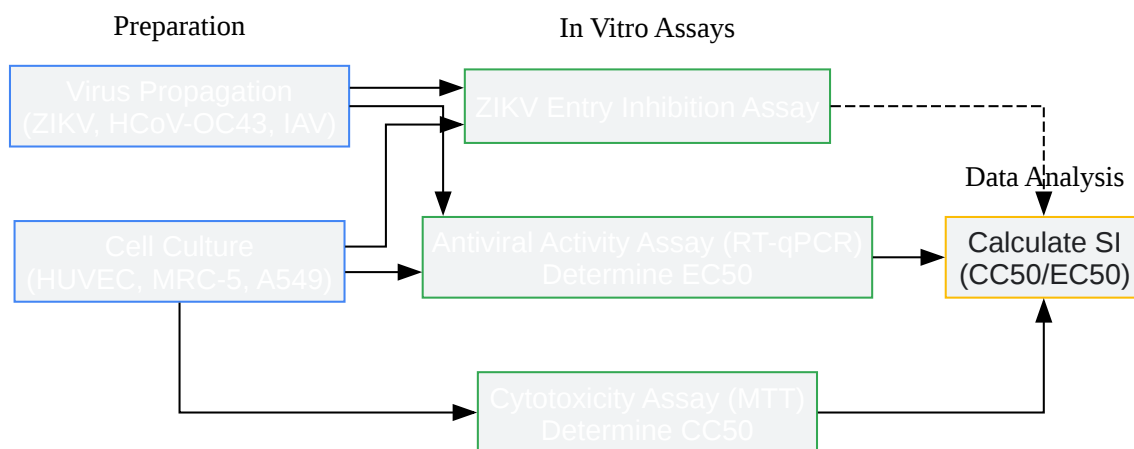 Preparation
In Vitro Assays
Virus Propagation
(ZIKV, HCoV-OC43, IAV)
ZIKV Entry Inhibition Assay
Data Analysis
Cell Culture
(HUVEC, MRC-5, A549)
Antiviral Activity Assay (RT-qPCR)
Determine EC50
Calculate SI
(CC50/EC50)
Cytotoxicity Assay (MTT)
Determine CC50